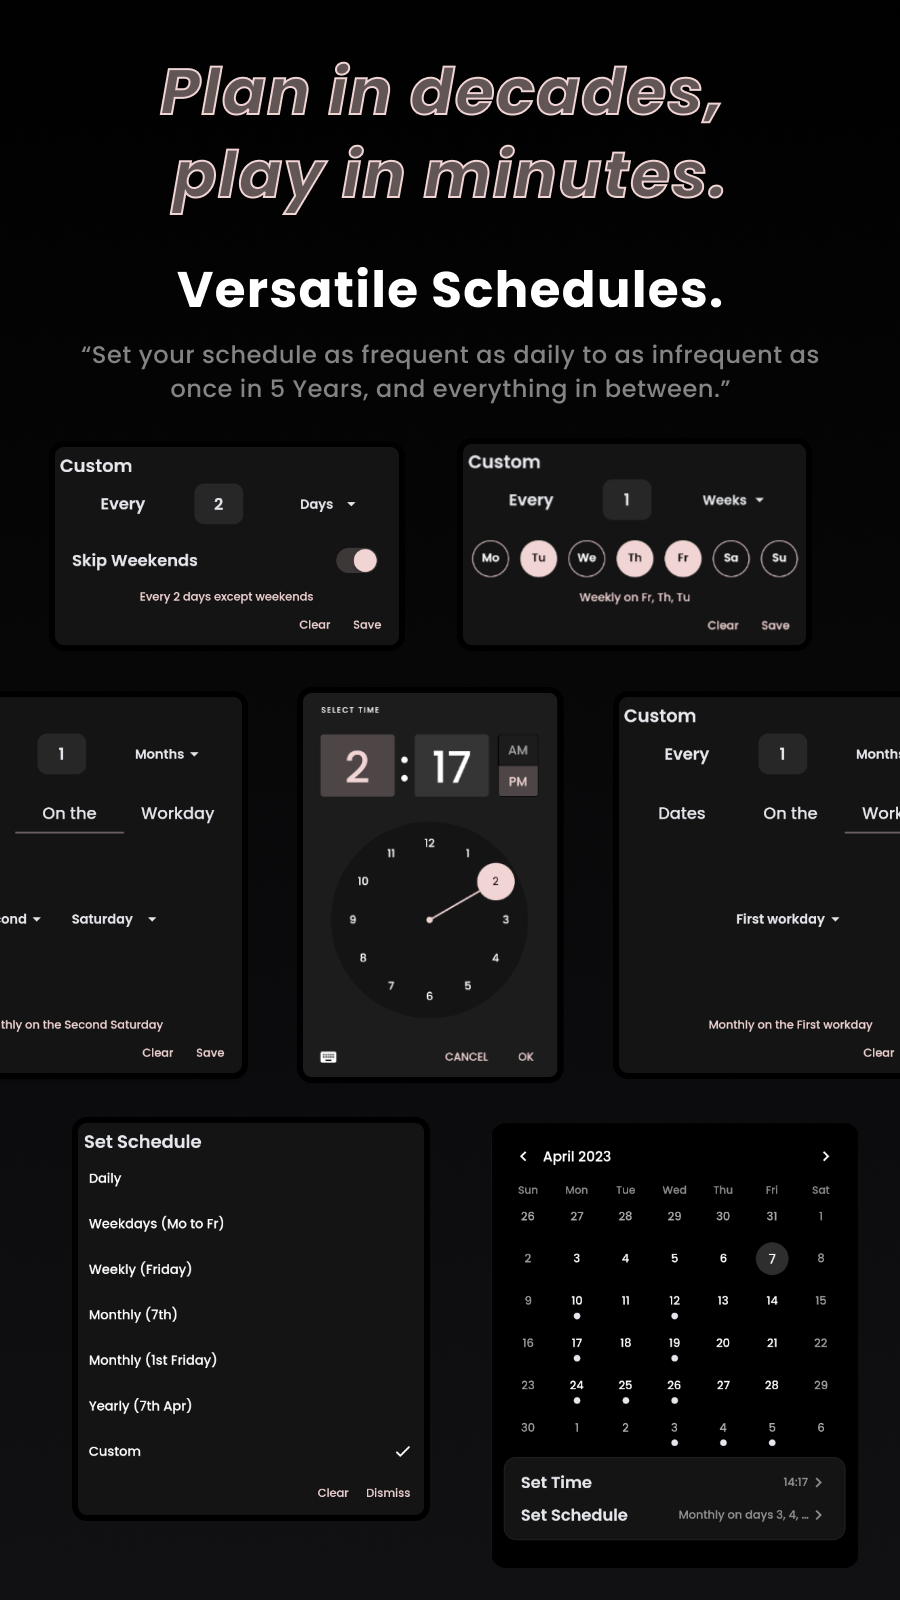 Plan in decades,
play in minutes.
Versatile Schedules.
“Set your schedule as frequent as daily to as infrequent as
once in 5 Years, and everything in between.”
Custom
Every 2 Days
Skip Weekends
Every 2 days except weekends
Clear Save
Custom
Every 1 Weeks
Mo Tu We Th Fr Sa Su
Weekly on Fr, Th, Tu
Clear Save
1 Months
On the Workday
ond Saturday
thly on the Second Saturday
Clear Save
SELECT TIME
2 : 17
AM
PM
12
11 1
10 2
9 3
8 4
7 5
6
CANCEL OK
Custom
Every 1 Months
Dates On the Work
First workday
Monthly on the First workday
Clear
Set Schedule
Daily
Weekdays (Mo to Fr)
Weekly (Friday)
Monthly (7th)
Monthly (1st Friday)
Yearly (7th Apr)
Custom
Clear Dismiss
April 2023
Sun Mon Tue Wed Thu Fri Sat
26 27 28 29 30 31 1
2 3 4 5 6 7 8
9 10 11 12 13 14 15
16 17 18 19 20 21 22
23 24 25 26 27 28 29
30 1 2 3 4 5 6
Set Time 14:17
Set Schedule Monthly on days 3, 4, ...